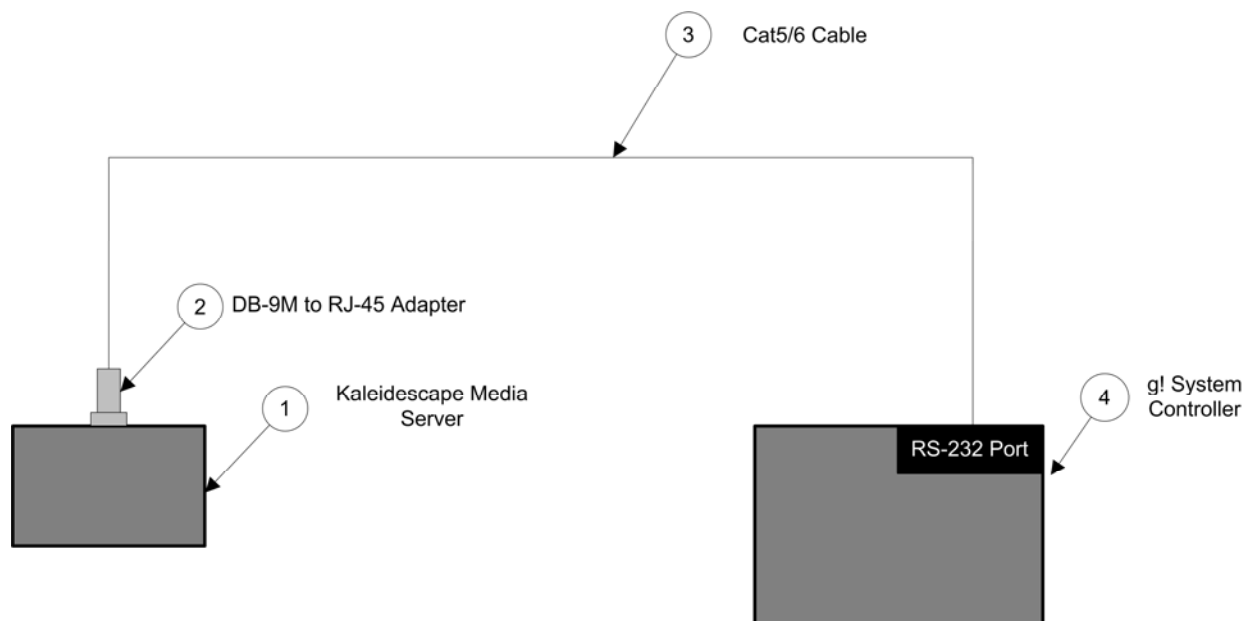 3
Cat5/6 Cable
2
DB-9M to RJ-45 Adapter
1
Kaleidescape Media
Server
4
g! System
Controller
RS-232 Port